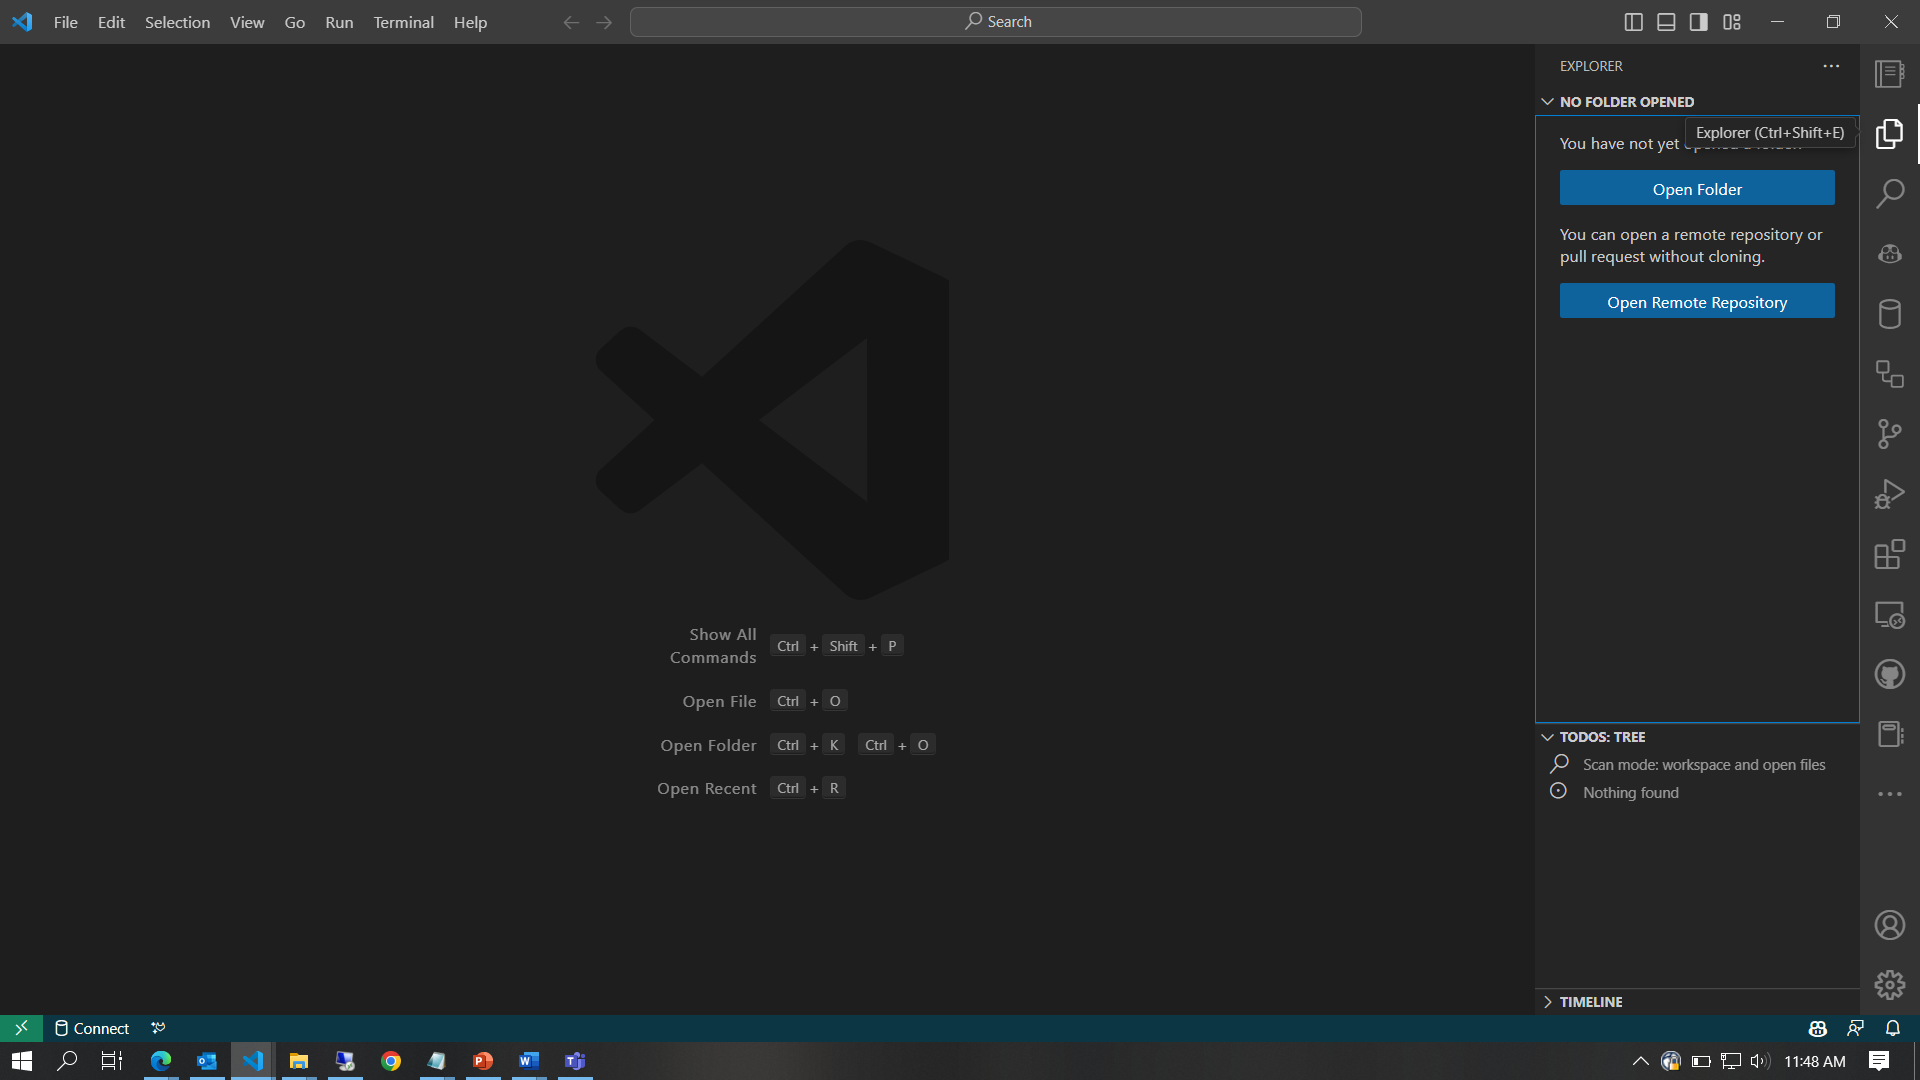 File Edit Selection View Go Run Terminal Help
Search
EXPLORER
NO FOLDER OPENED
Explorer (Ctrl+Shift+E)
You have not yet
Open Folder
You can open a remote repository or
pull request without cloning.
Open Remote Repository
Show All
Commands
Ctrl + Shift + P
Open File Ctrl + O
Open Folder Ctrl + K Ctrl + O
Open Recent Ctrl + R
TODOS: TREE
Scan mode: workspace and open files
Nothing found
TIMELINE
Connect
11:48 AM